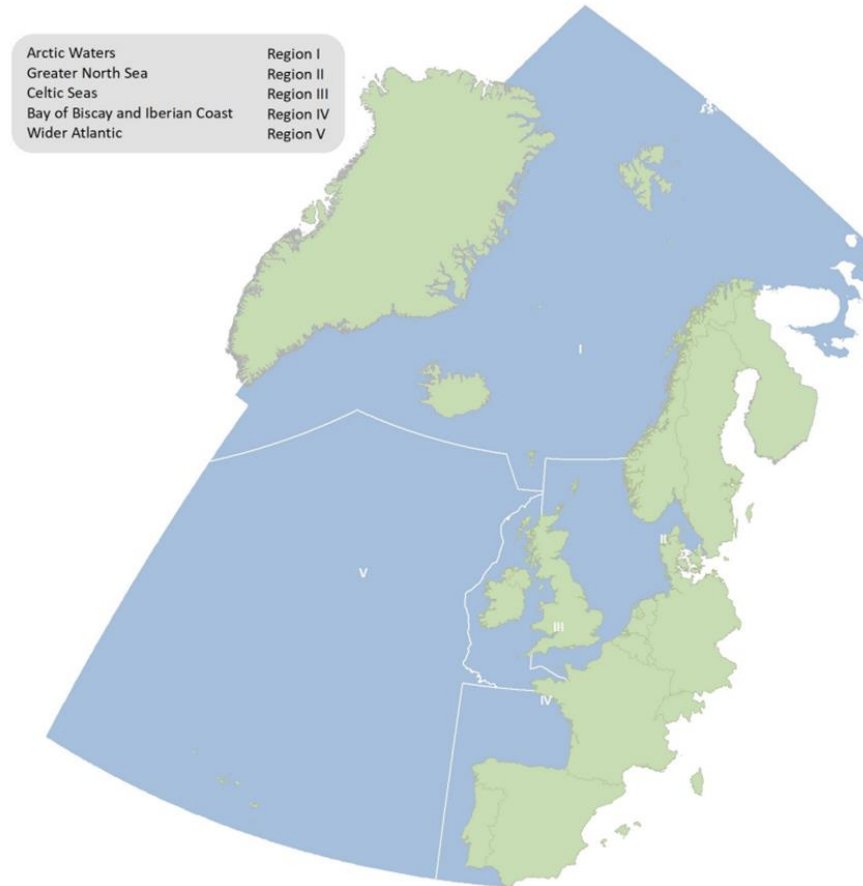 Arctic Waters Region I
Greater North Sea Region II
Celtic Seas Region III
Bay of Biscay and Iberian Coast Region IV
Wider Atlantic Region V
I
II
V
III
IV